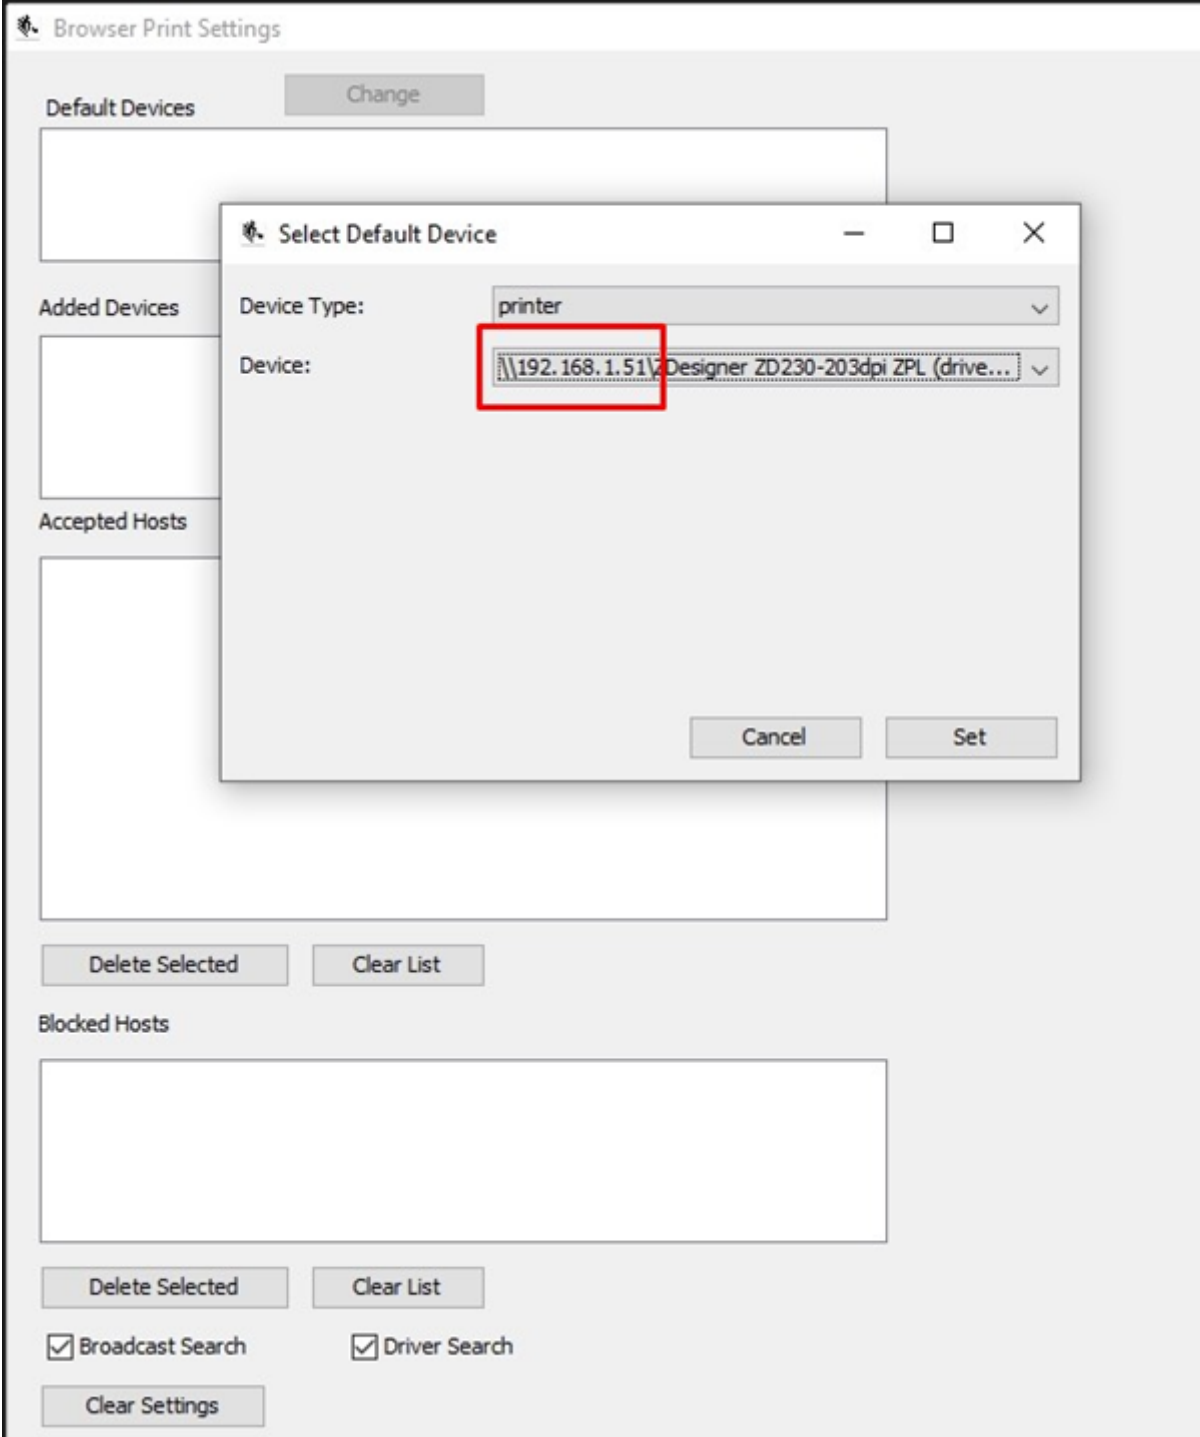 Browser Print Settings
Default Devices
Change
Select Default Device
Device Type:
printer
Device:
\\192.168.1.51\ZDesigner ZD230-203dpi ZPL (drive...
Cancel
Set
Added Devices
Accepted Hosts
Delete Selected
Clear List
Blocked Hosts
Delete Selected
Clear List
Broadcast Search
Driver Search
Clear Settings